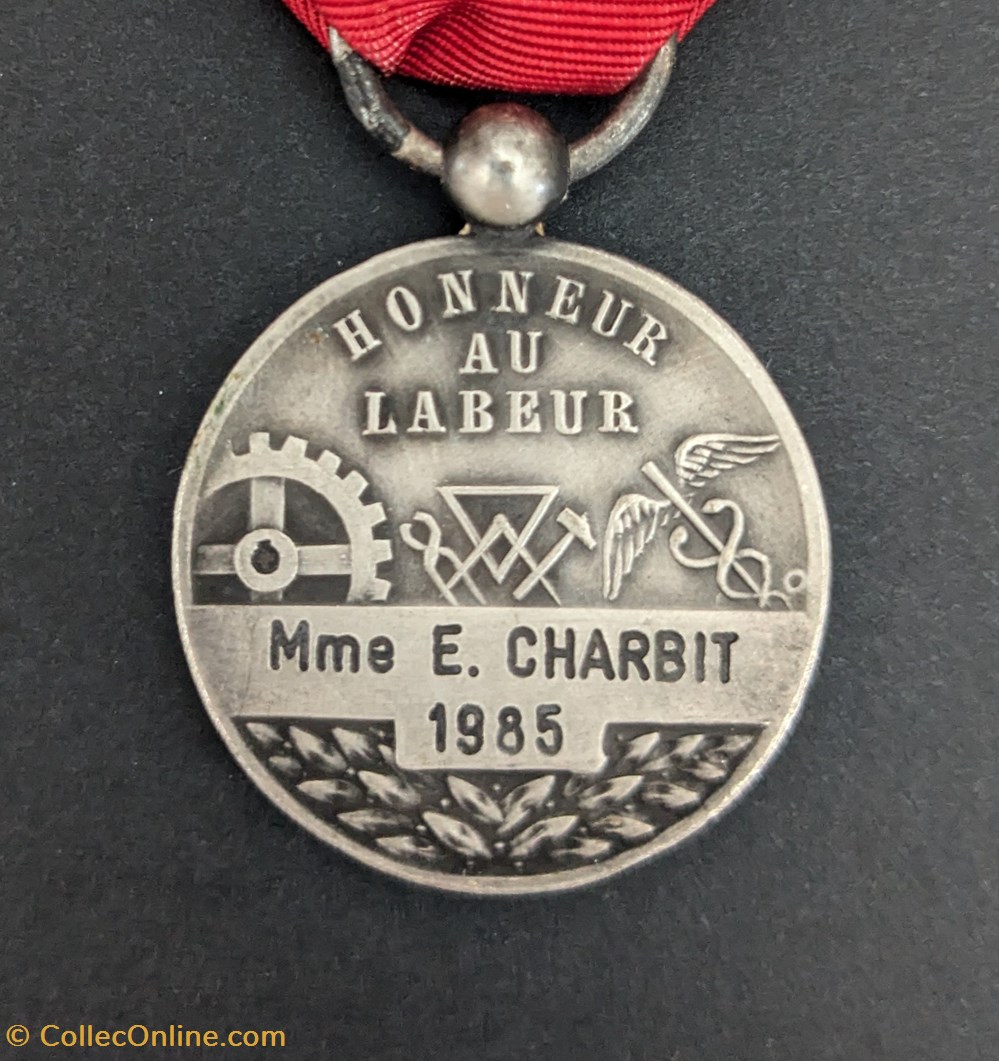 HONNEUR
AU
LABEUR
Mme E. CHARBIT
1985
© CollecOnline.com